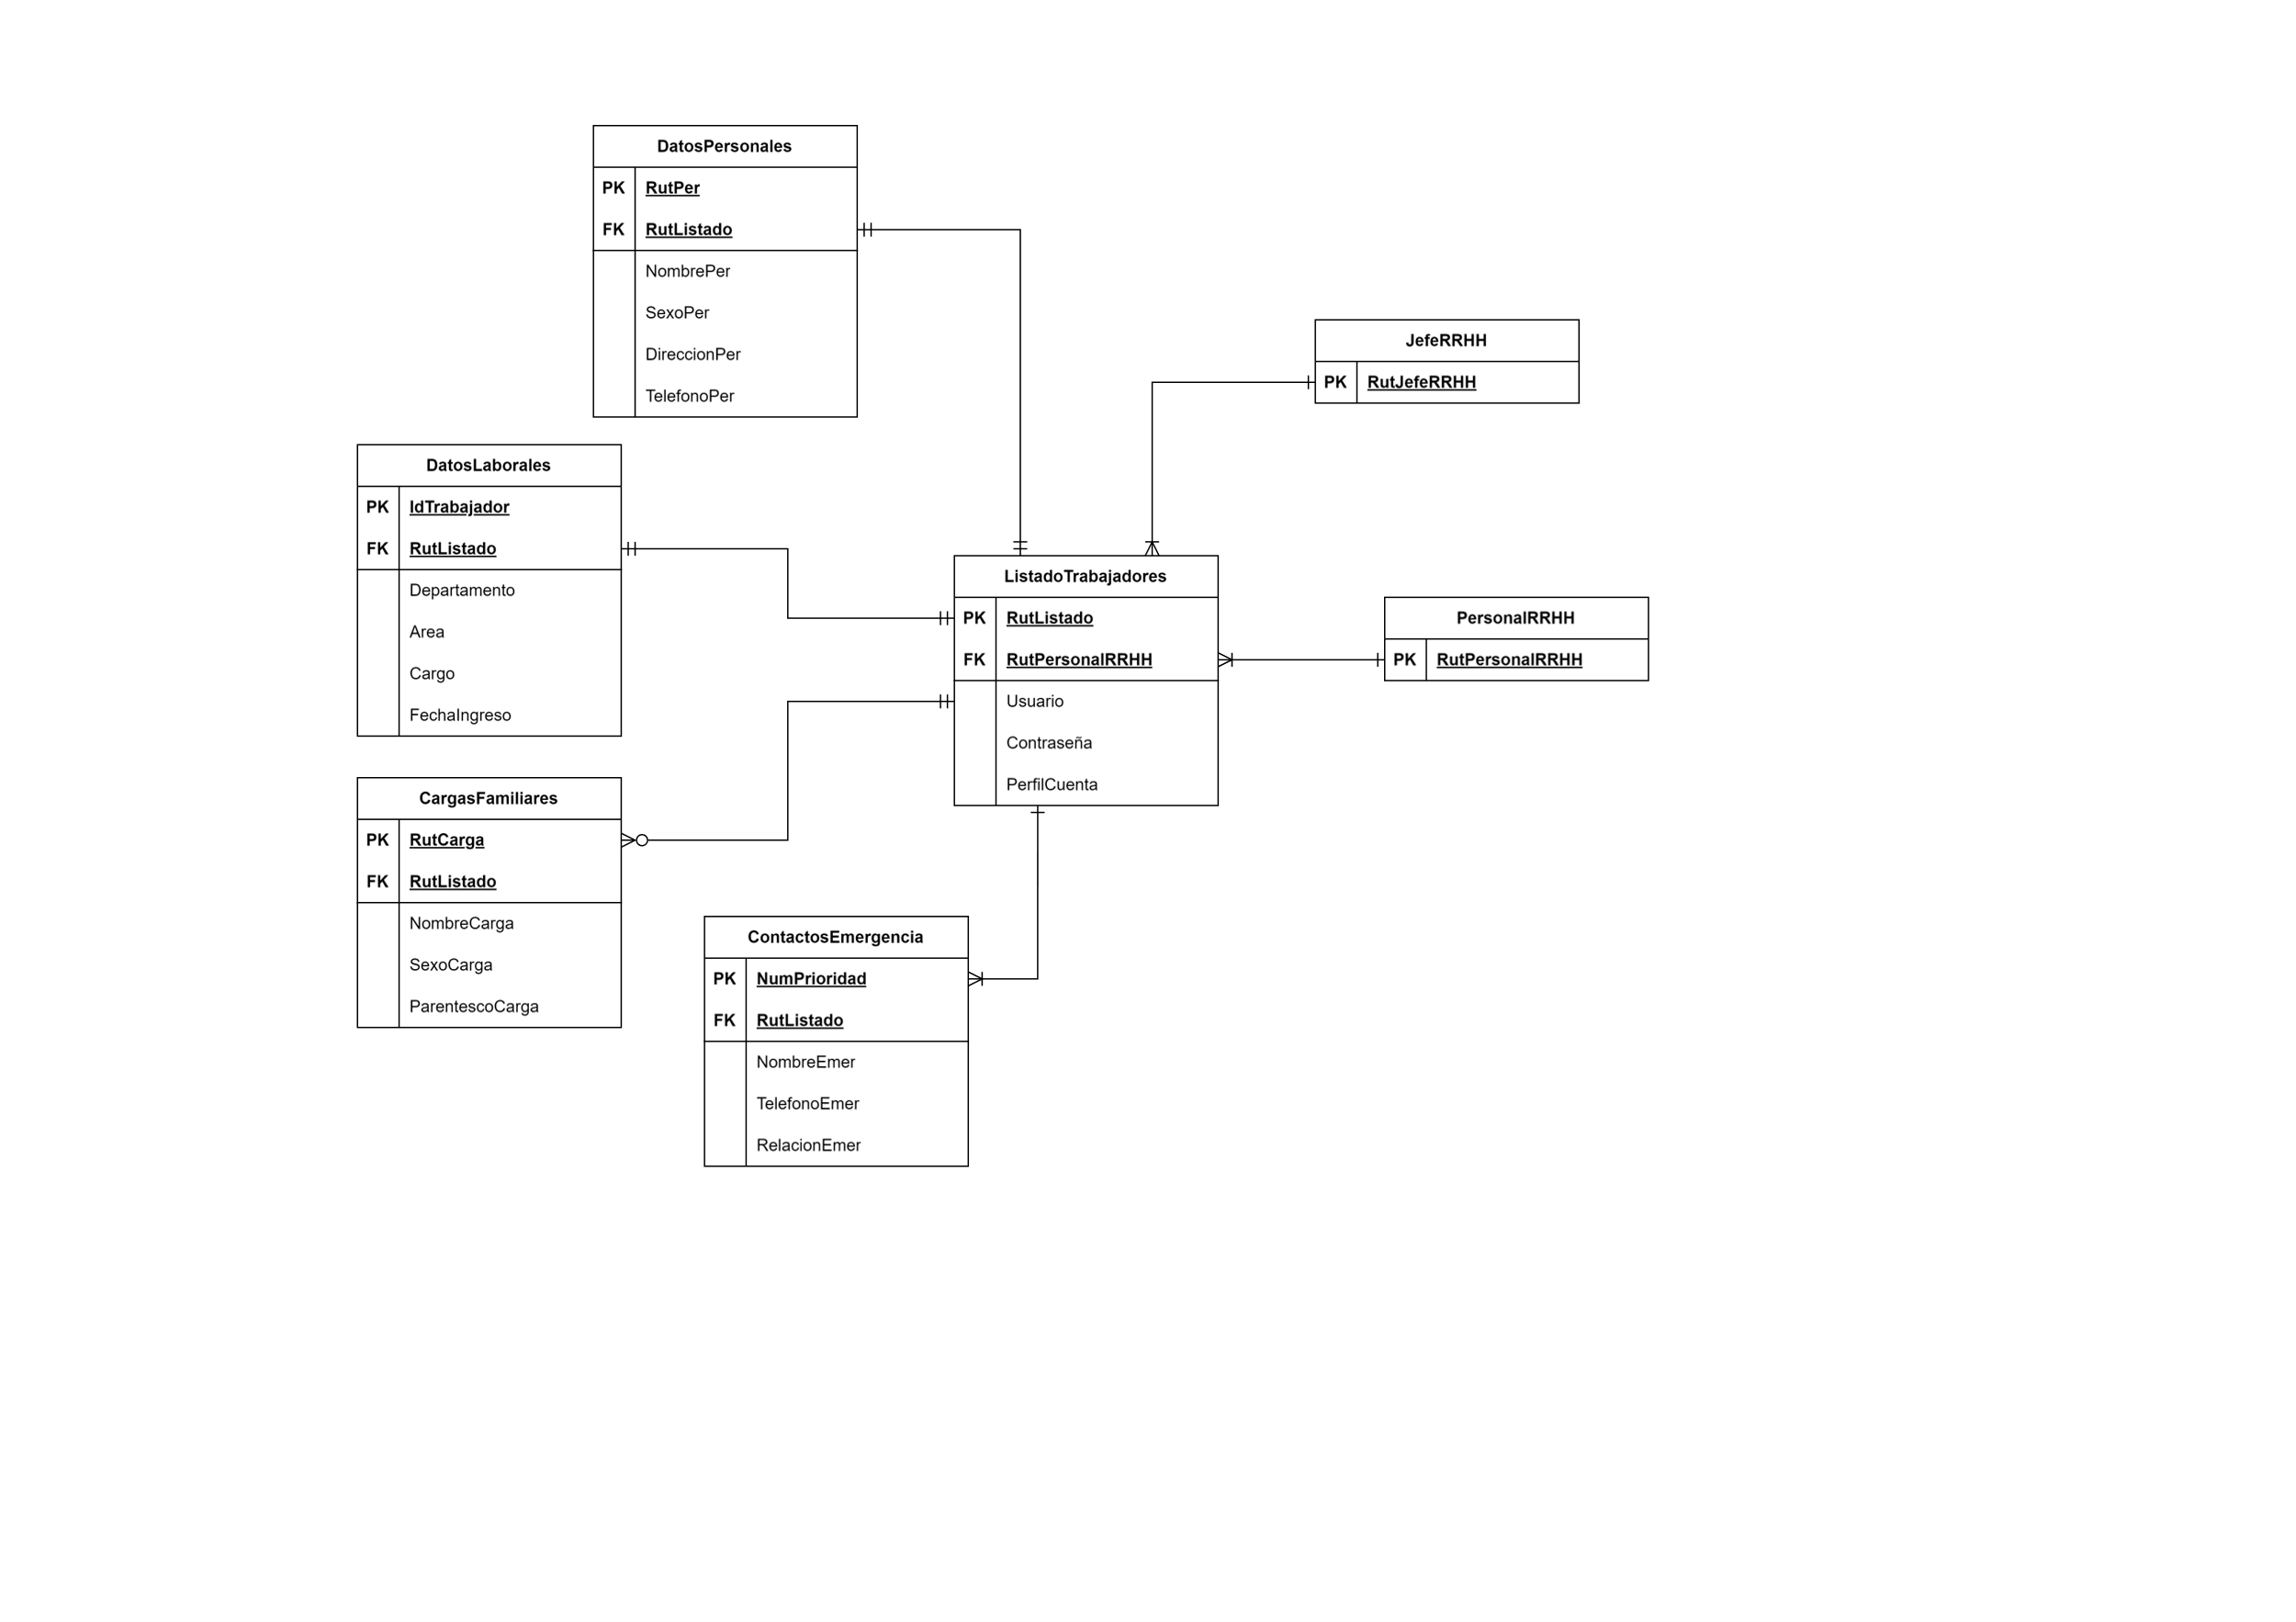 DatosPersonales
PK RutPer
FK RutListado
NombrePer
SexoPer
DireccionPer
TelefonoPer
JefeRRHH
PK RutJefeRRHH
DatosLaborales
PK IdTrabajador
FK RutListado
Departamento
Area
Cargo
FechaIngreso
ListadoTrabajadores
PK RutListado
FK RutPersonalRRHH
Usuario
Contraseña
PerfilCuenta
PersonalRRHH
PK RutPersonalRRHH
CargasFamiliares
PK RutCarga
FK RutListado
NombreCarga
SexoCarga
ParentescoCarga
ContactosEmergencia
PK NumPrioridad
FK RutListado
NombreEmer
TelefonoEmer
RelacionEmer